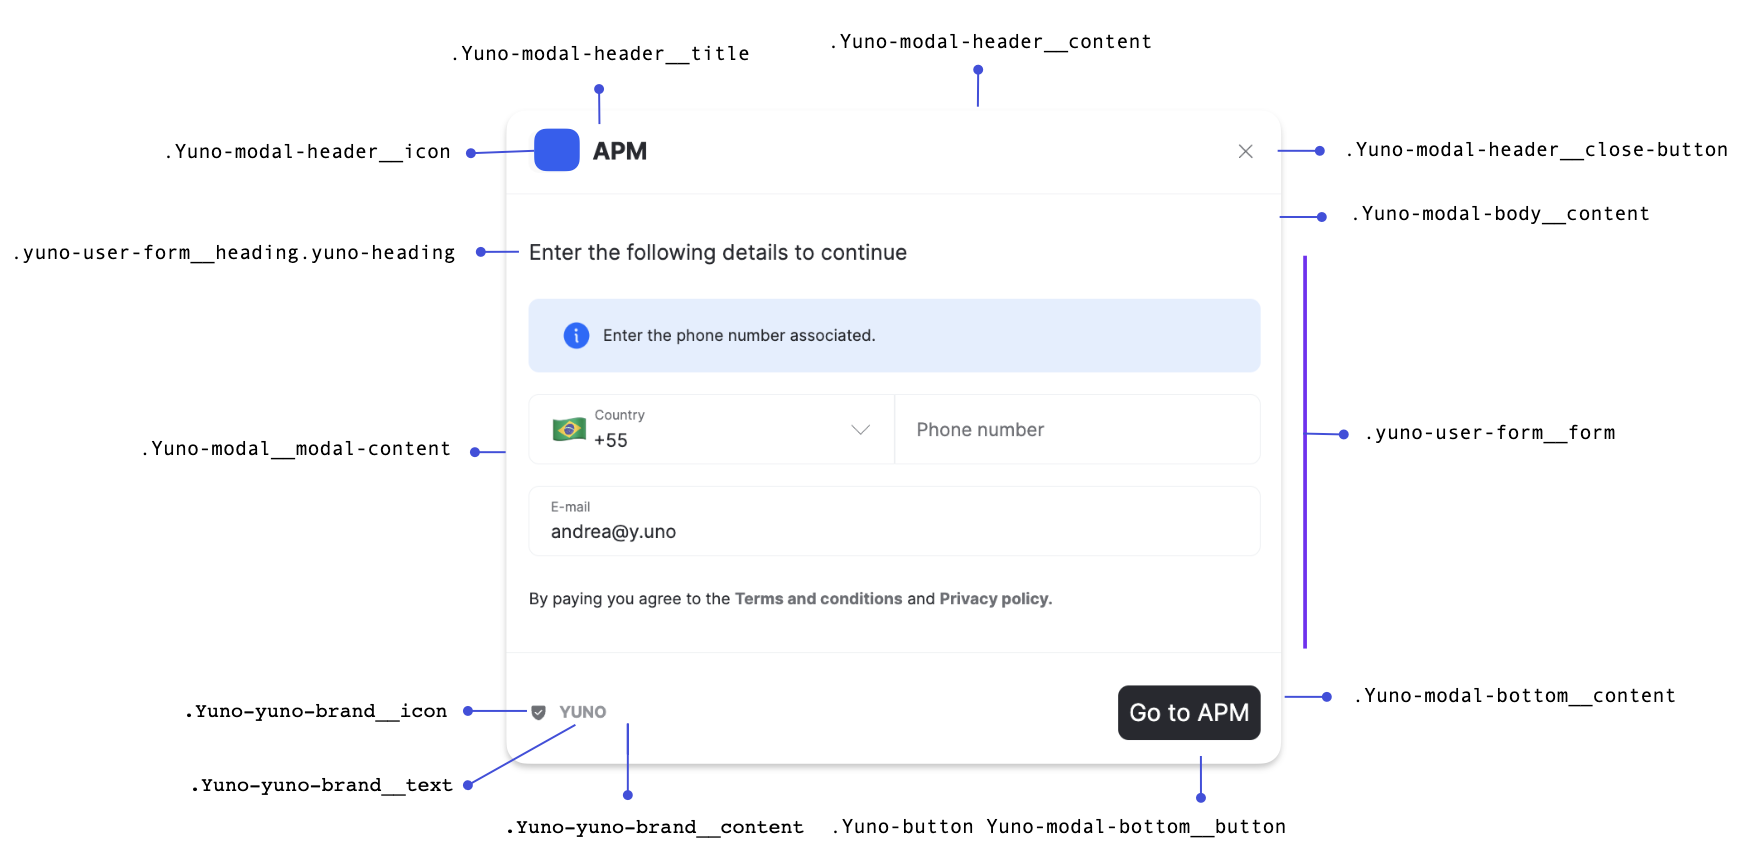 .Yuno-modal-header__title
.Yuno-modal-header__content
.Yuno-modal-header__icon
APM
.Yuno-modal-header__close-button
.Yuno-modal-body__content
.yuno-user-form__heading.yuno-heading
Enter the following details to continue
Enter the phone number associated.
Country
+55
Phone number
.yuno-user-form__form
.Yuno-modal__modal-content
E-mail
andrea@y.uno
By paying you agree to the Terms and conditions and Privacy policy.
.Yuno-modal-bottom__content
.Yuno-yuno-brand__icon
YUNO
Go to APM
.Yuno-yuno-brand__text
.Yuno-yuno-brand__content
.Yuno-button Yuno-modal-bottom__button